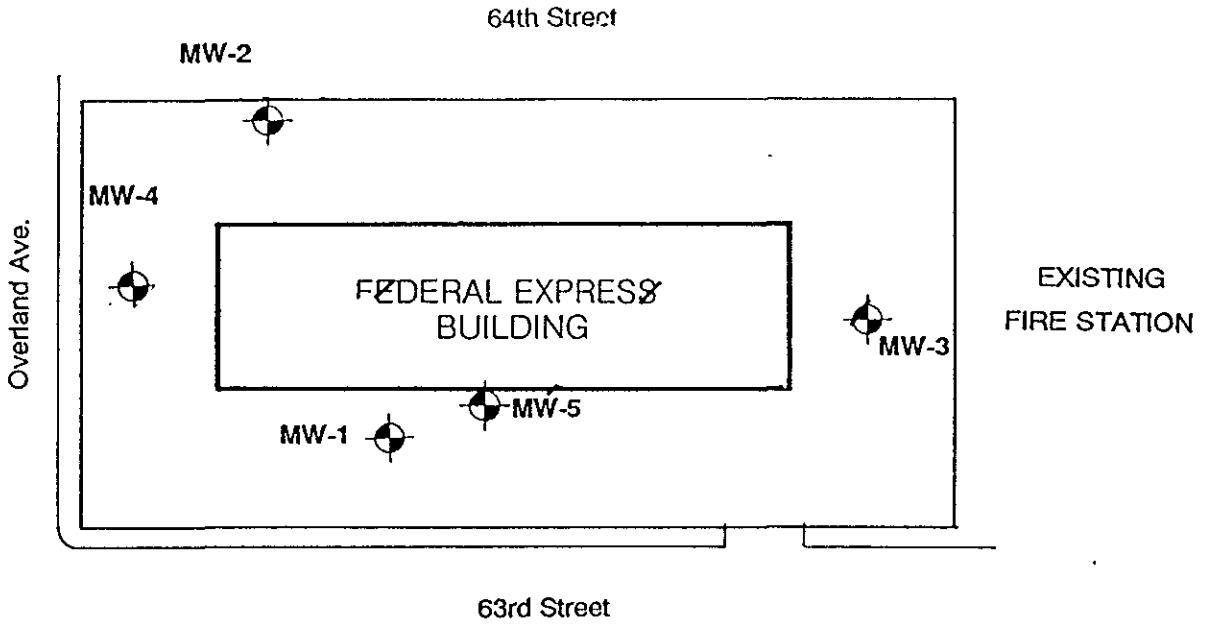 64th Street
MW-2
MW-4
Overland Ave.
FEDERAL EXPRESS
BUILDING
EXISTING
FIRE STATION
MW-3
MW-5
MW-1
63rd Street